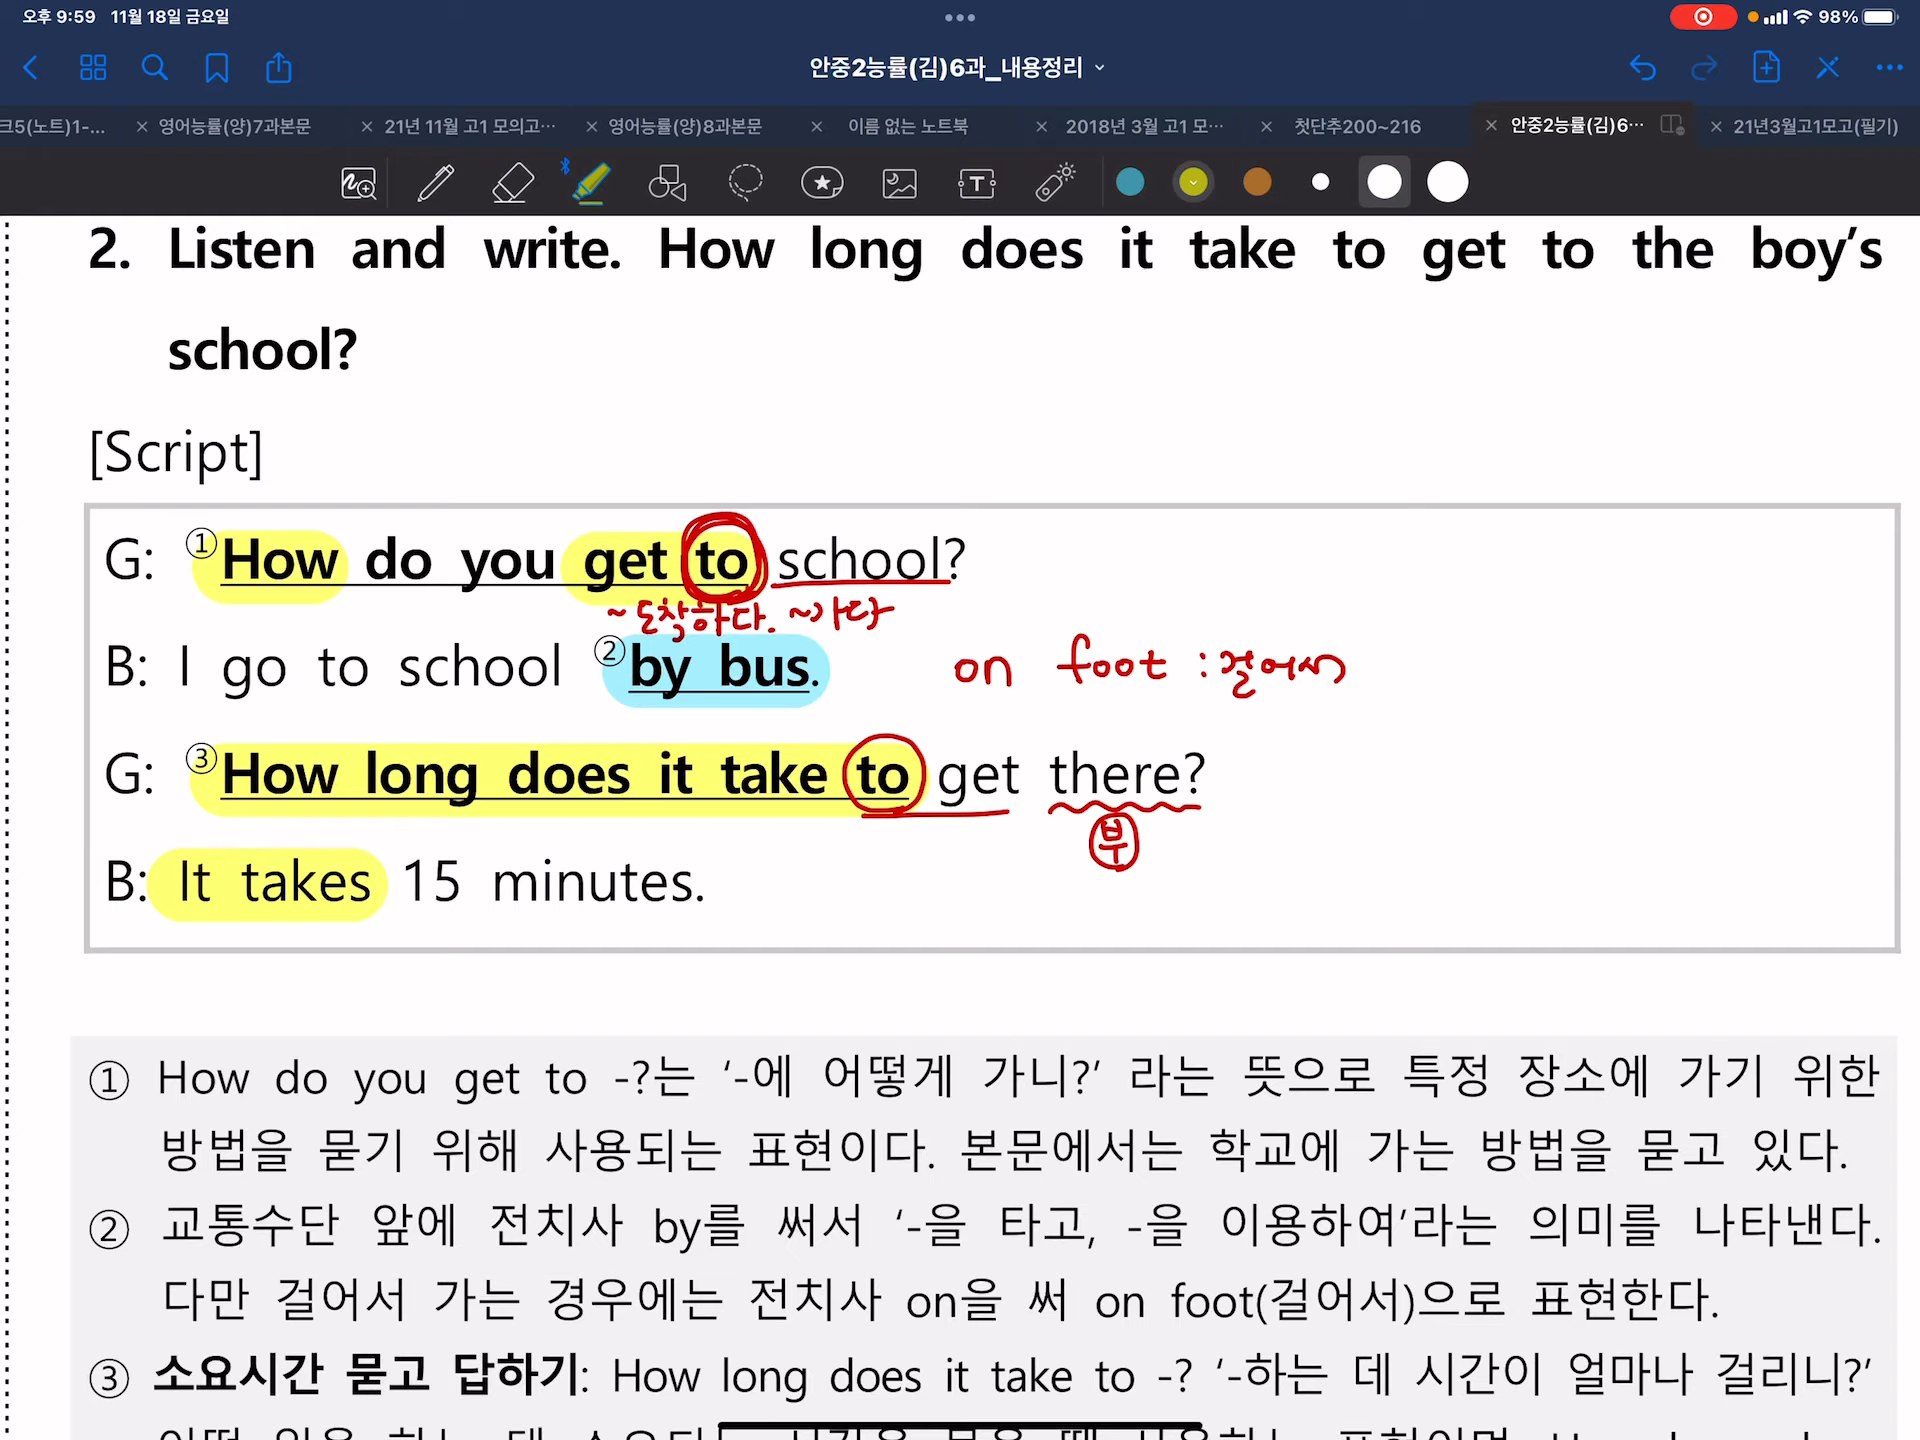 오후 9:59 11월 18일 금요일
98%
안중2능률(김)6과_내용정리
크5(노트)1-... 영어능률(양)7과본문 21년 11월 고1 모의고… 영어능률(양)8과본문 이름 없는 노트북 2018년 3월 고1 모… 첫단추200~216 안중2능률(김)6… 21년3월고1모고(필기)
2. Listen and write. How long does it take to get to the boy’s
school?
[Script]
G: ①How do you get to school?
~도착하다. ~가다
B: I go to school ②by bus. on foot : 걸어서
G: ③How long does it take to get there?
부
B: It takes 15 minutes.
① How do you get to -?는 ‘-에 어떻게 가니?’ 라는 뜻으로 특정 장소에 가기 위한
방법을 묻기 위해 사용되는 표현이다. 본문에서는 학교에 가는 방법을 묻고 있다.
② 교통수단 앞에 전치사 by를 써서 ‘-을 타고, -을 이용하여’라는 의미를 나타낸다.
다만 걸어서 가는 경우에는 전치사 on을 써 on foot(걸어서)으로 표현한다.
③ 소요시간 묻고 답하기: How long does it take to -? ‘-하는 데 시간이 얼마나 걸리니?’